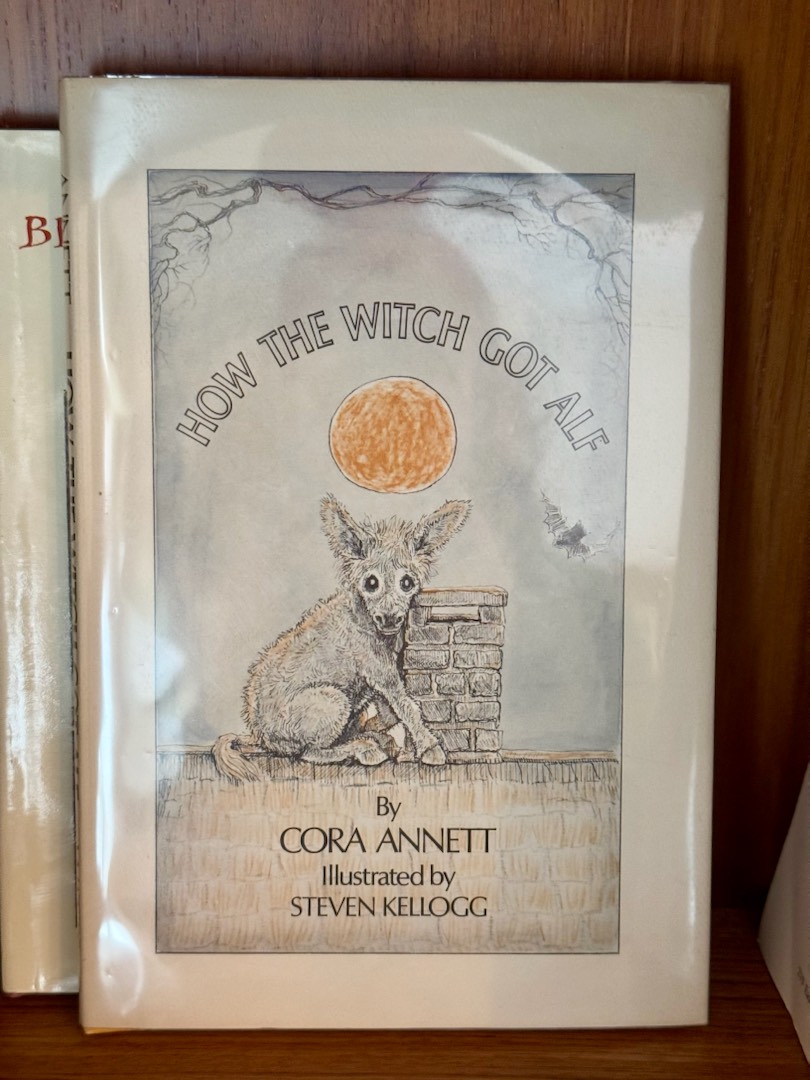 HOW THE WITCH GOT ALF
By
CORA ANNETT
Illustrated by
STEVEN KELLOGG